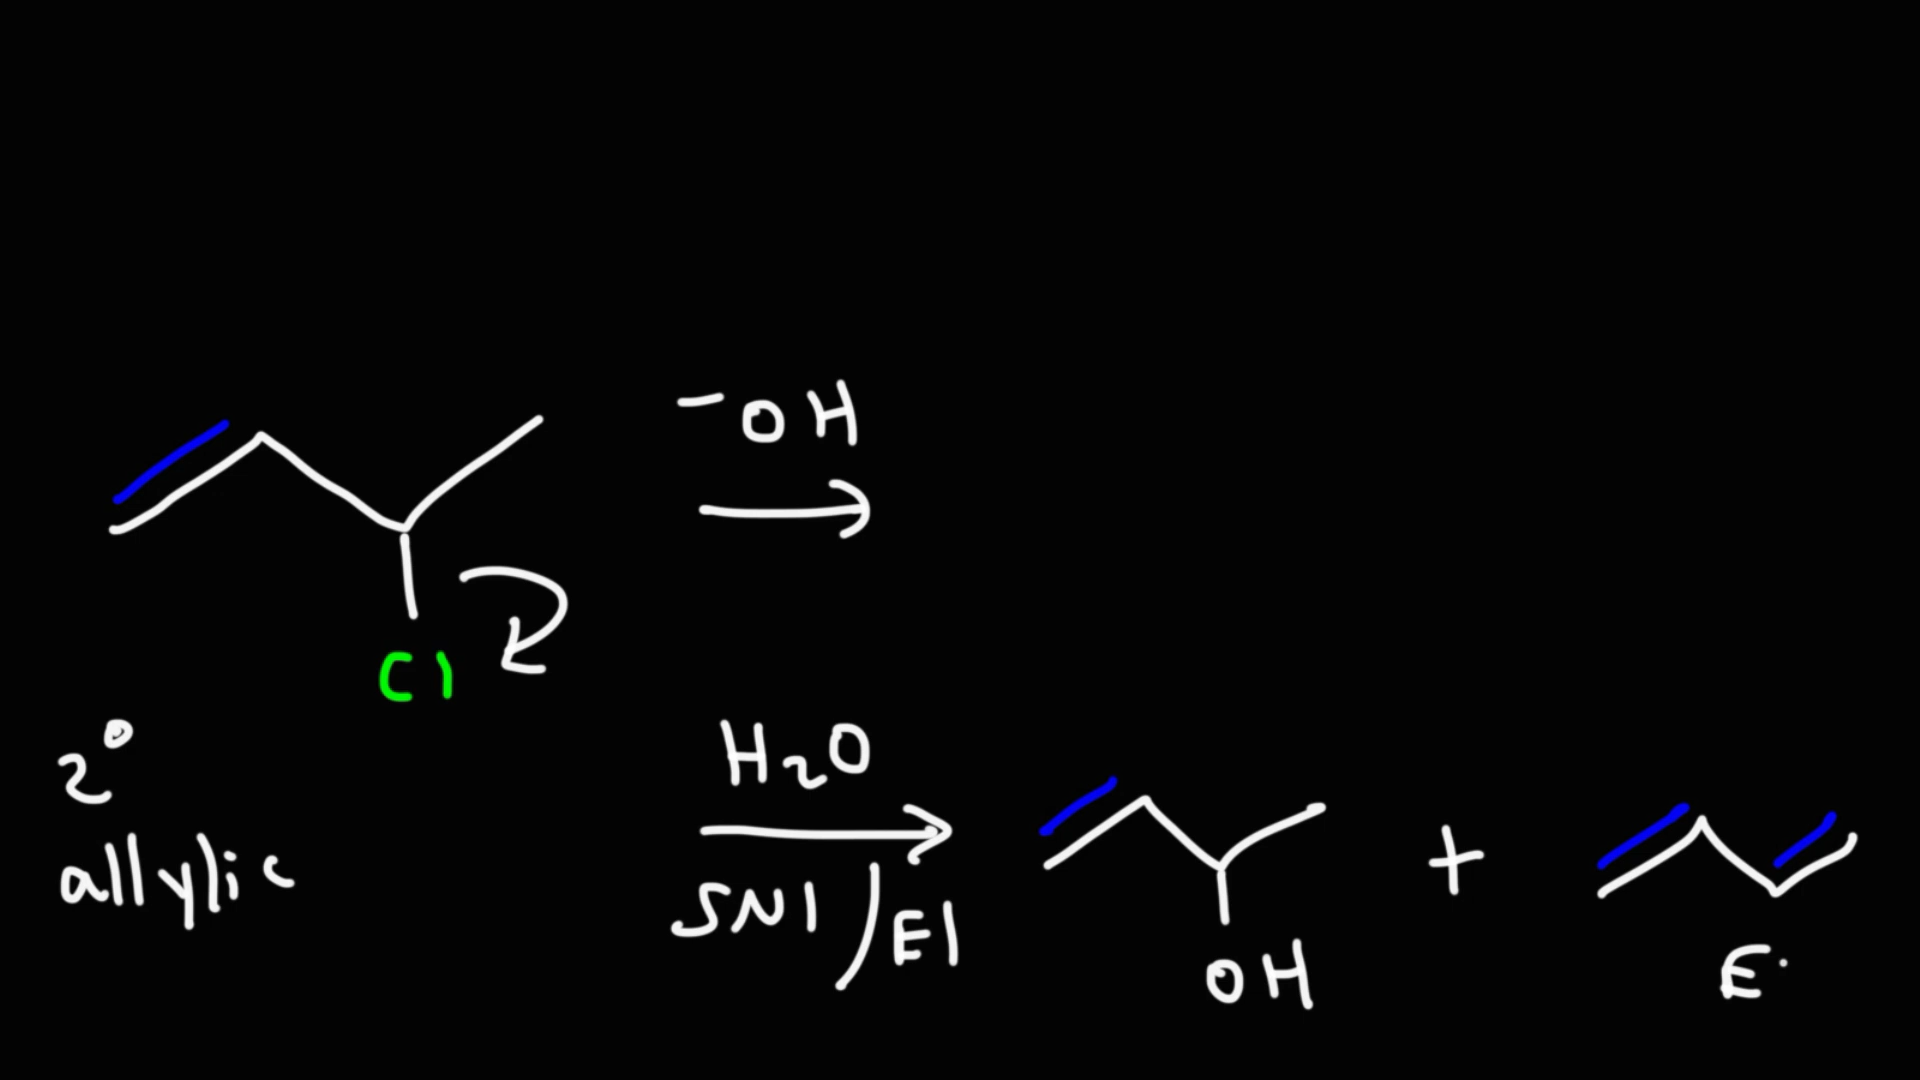 ⁻OH
Cl
2°
allylic
H₂O
SN1/E1
OH
+
E